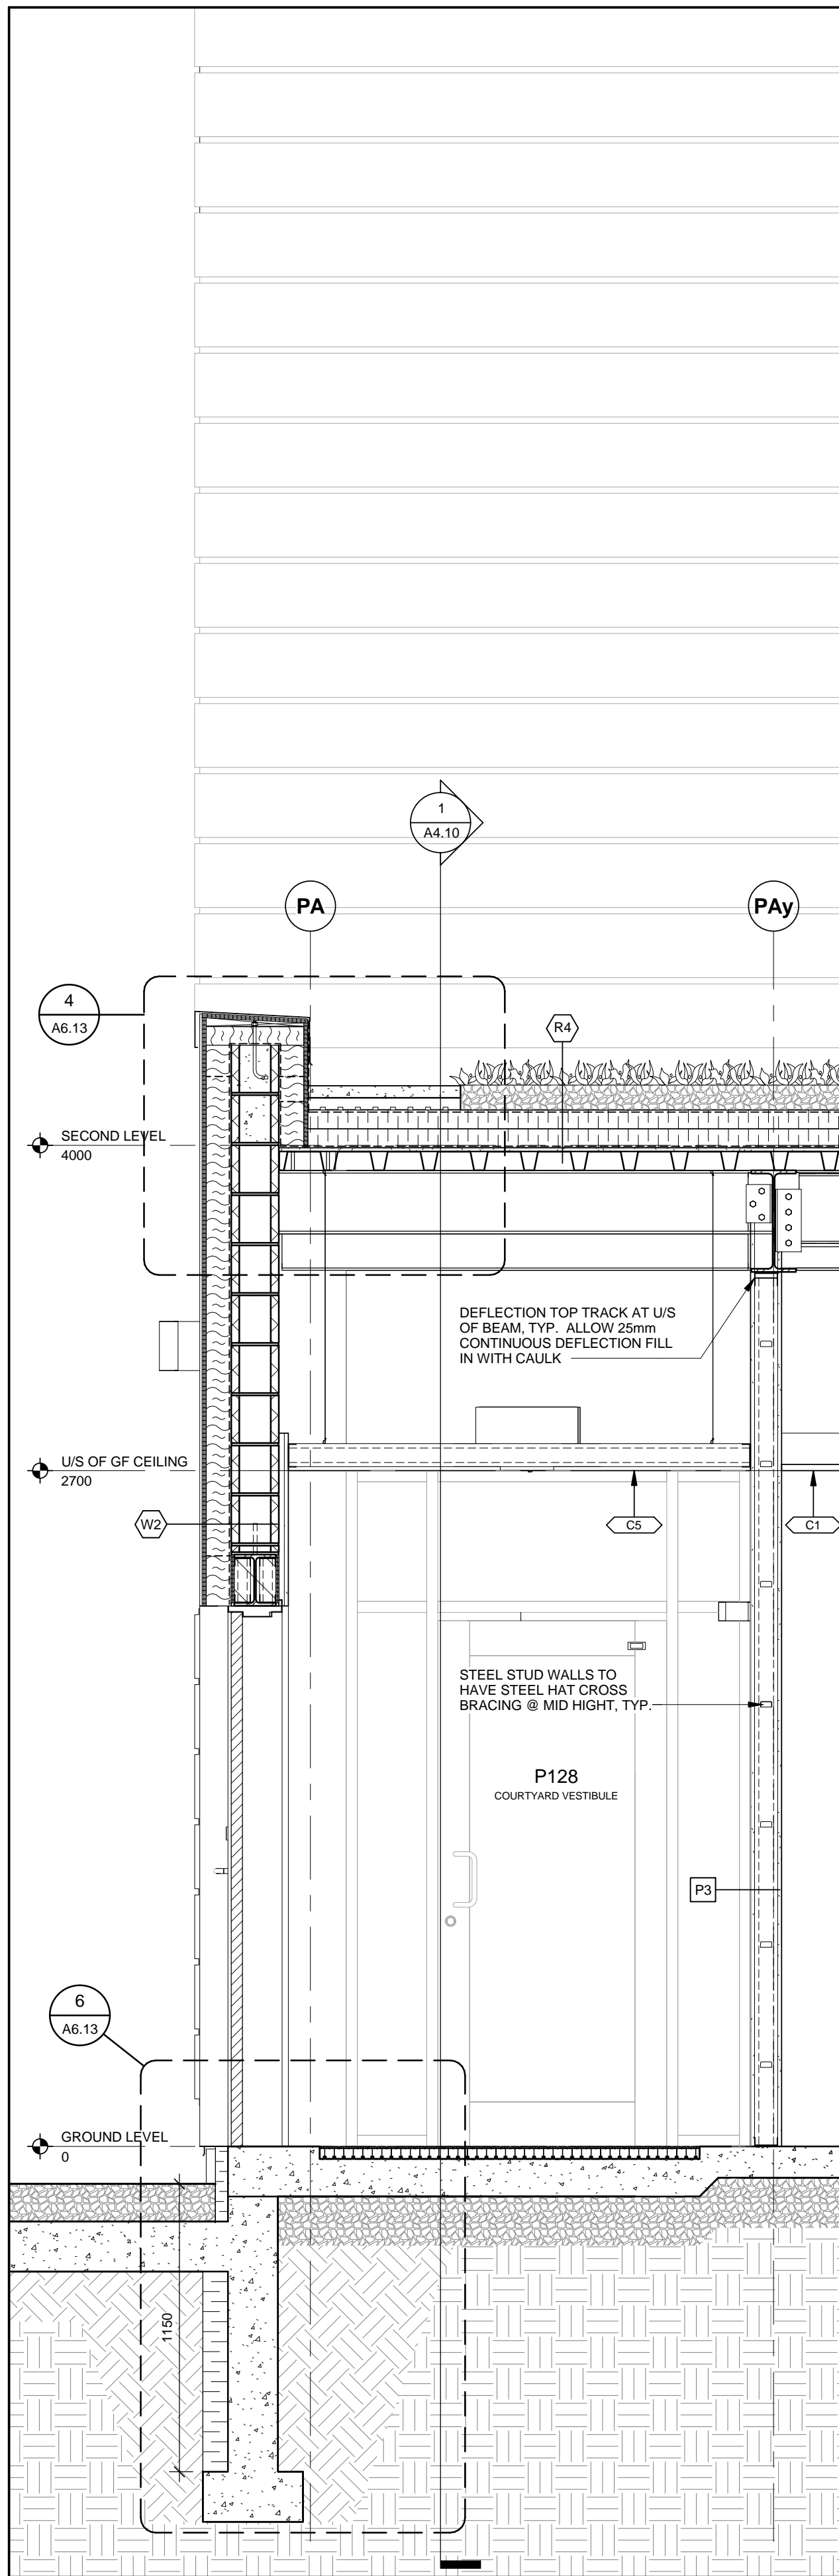 1
A4.10
PA
PAy
4
A6.13
R4
SECOND LEVEL
4000
DEFLECTION TOP TRACK AT U/S
OF BEAM, TYP. ALLOW 25mm
CONTINUOUS DEFLECTION FILL
IN WITH CAULK
U/S OF GF CEILING
2700
W2
C5
C1
STEEL STUD WALLS TO
HAVE STEEL HAT CROSS
BRACING @ MID HIGHT, TYP.
P128
COURTYARD VESTIBULE
P3
6
A6.13
GROUND LEVEL
0
1150